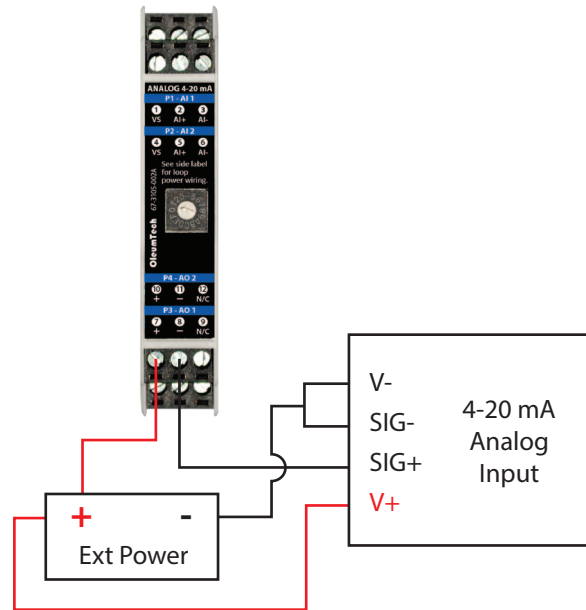 ANALOG 4-20 mA
P1 - AI 1
1 2 3
VS AI+ AI-
P2 - AI 2
4 5 6
VS AI+ AI-
See side label
for loop
power wiring.
67-3105-002A
OleumTech
P4 - AO 2
10 11 12
+ − N/C
P3 - AO 1
7 8 9
+ − N/C
V-
SIG-
SIG+
V+
4-20 mA
Analog
Input
+ -
Ext Power